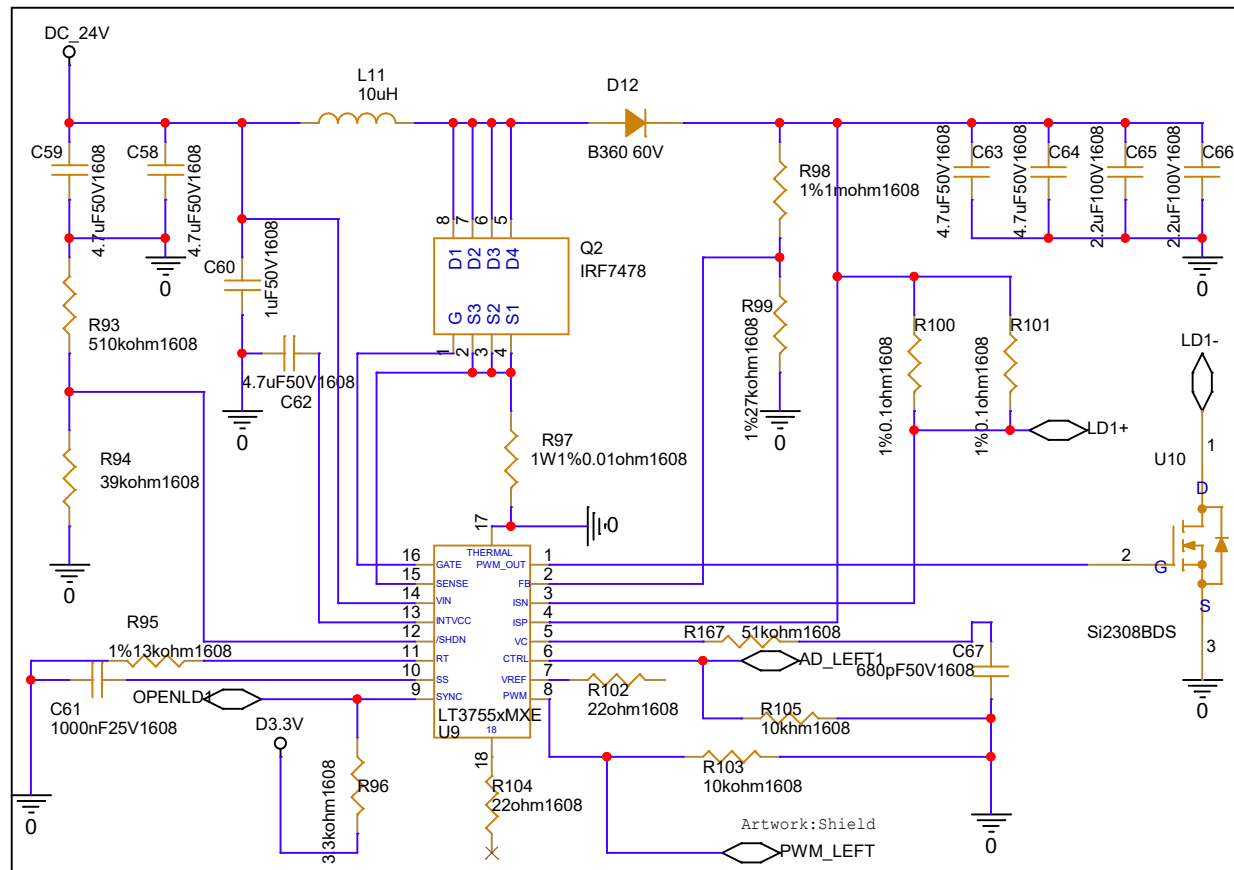 DC_24V
L11
10uH
D12
B360 60V
C59
4.7uF50V1608
C58
4.7uF50V1608
0
R93
510kohm1608
R94
39kohm1608
0
C60
1uF50V1608
4.7uF50V1608
C62
0
8
7
6
5
D1
D2
D3
D4
Q2
IRF7478
G
S3
S2
S1
1
2
3
4
R97
1W1%0.01ohm1608
0
R98
1%1mohm1608
R99
1%27kohm1608
0
C63
4.7uF50V1608
C64
4.7uF50V1608
C65
2.2uF100V1608
C66
2.2uF100V1608
0
R100
1%0.1ohm1608
R101
1%0.1ohm1608
LD1+
LD1-
1
U10
D
2
G
S
Si2308BDS
3
0
17
THERMAL
16
GATE
15
SENSE
14
VIN
13
INTVCC
12
/SHDN
11
RT
10
SS
9
SYNC
PWM_OUT
1
FB
2
ISN
3
ISP
4
VC
5
CTRL
6
VREF
7
PWM
8
LT3755xMXE
U9
18
18
R95
1%13kohm1608
C61
1000nF25V1608
0
OPENLD1
D3.3V
R96
3.3kohm1608
R104
22ohm1608
R167
51kohm1608
C67
680pF50V1608
AD_LEFT1
R102
22ohm1608
R105
10khm1608
R103
10kohm1608
0
Artwork:Shield
PWM_LEFT